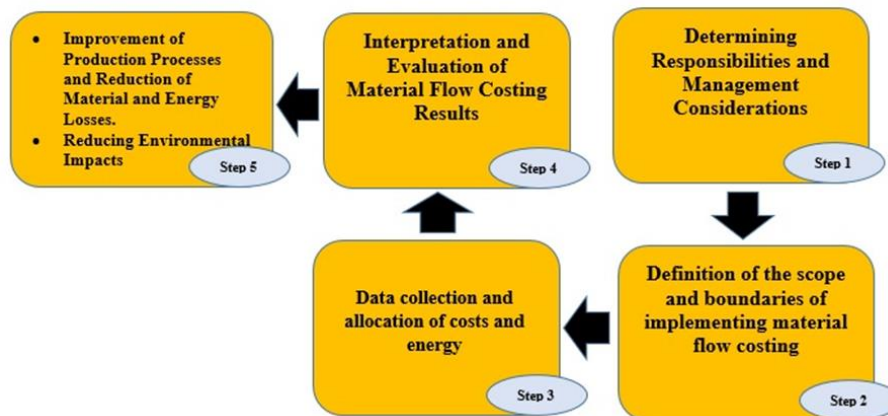 Determining
Responsibilities and
Management
Considerations
Step 1
Definition of the scope
and boundaries of
implementing material
flow costing
Step 2
Data collection and
allocation of costs and
energy
Step 3
Interpretation and
Evaluation of
Material Flow Costing
Results
Step 4
• Improvement of
Production Processes
and Reduction of
Material and Energy
Losses.
• Reducing Environmental
Impacts
Step 5